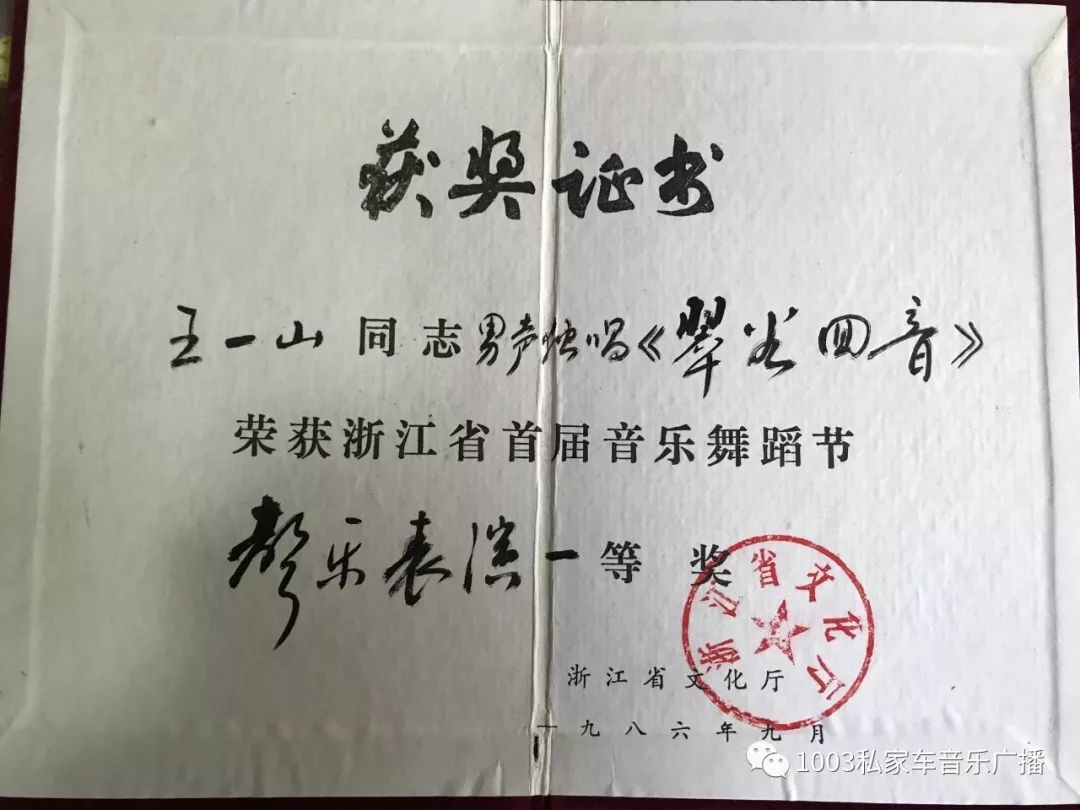 获奖证书
王一山 同志 男声独唱《翠谷回音》
荣获浙江省首届音乐舞蹈节
声乐表演一等奖
浙江省文化厅
浙江省文化厅
一九八六年九月
1003私家车音乐广播